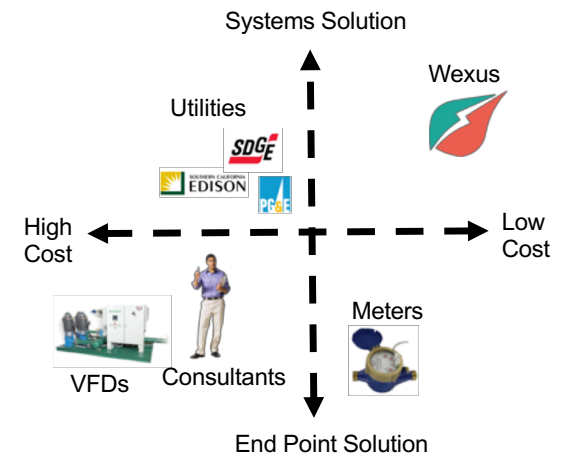 Systems Solution
Wexus
Utilities
SDGE
SOUTHERN CALIFORNIA
EDISON
PG&E
High
Cost
Low
Cost
Meters
VFDs
Consultants
End Point Solution